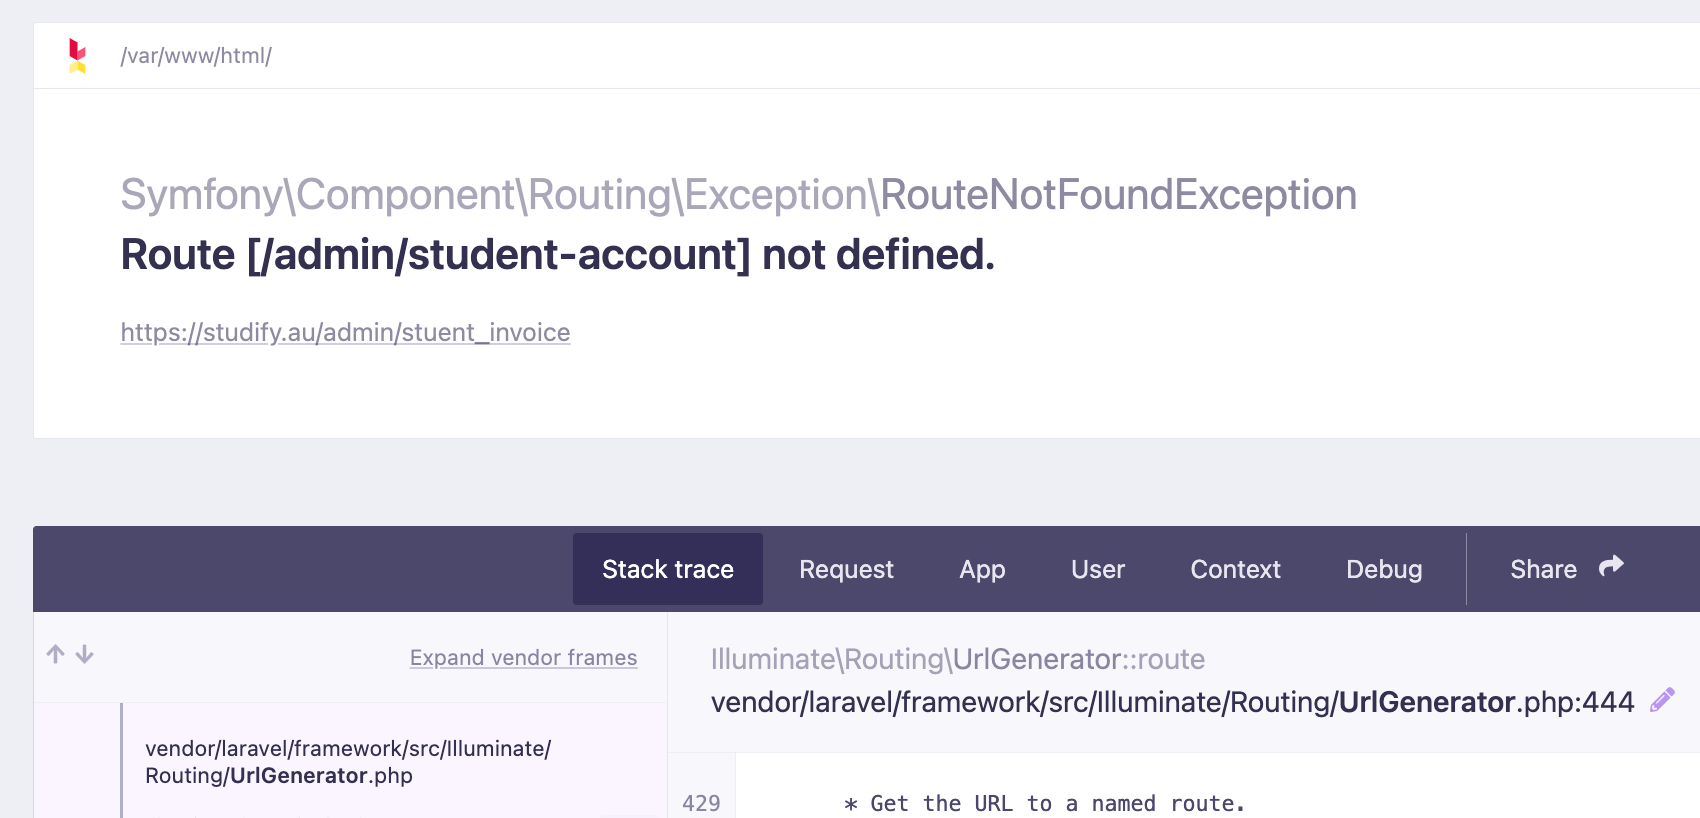 /var/www/html/
Symfony\Component\Routing\Exception\RouteNotFoundException
Route [/admin/student-account] not defined.
https://studify.au/admin/stuent_invoice
Stack trace
Request
App
User
Context
Debug
Share
Expand vendor frames
vendor/laravel/framework/src/Illuminate/
Routing/UrlGenerator.php
Illuminate\Routing\UrlGenerator::route
vendor/laravel/framework/src/Illuminate/Routing/UrlGenerator.php:444
429 * Get the URL to a named route.